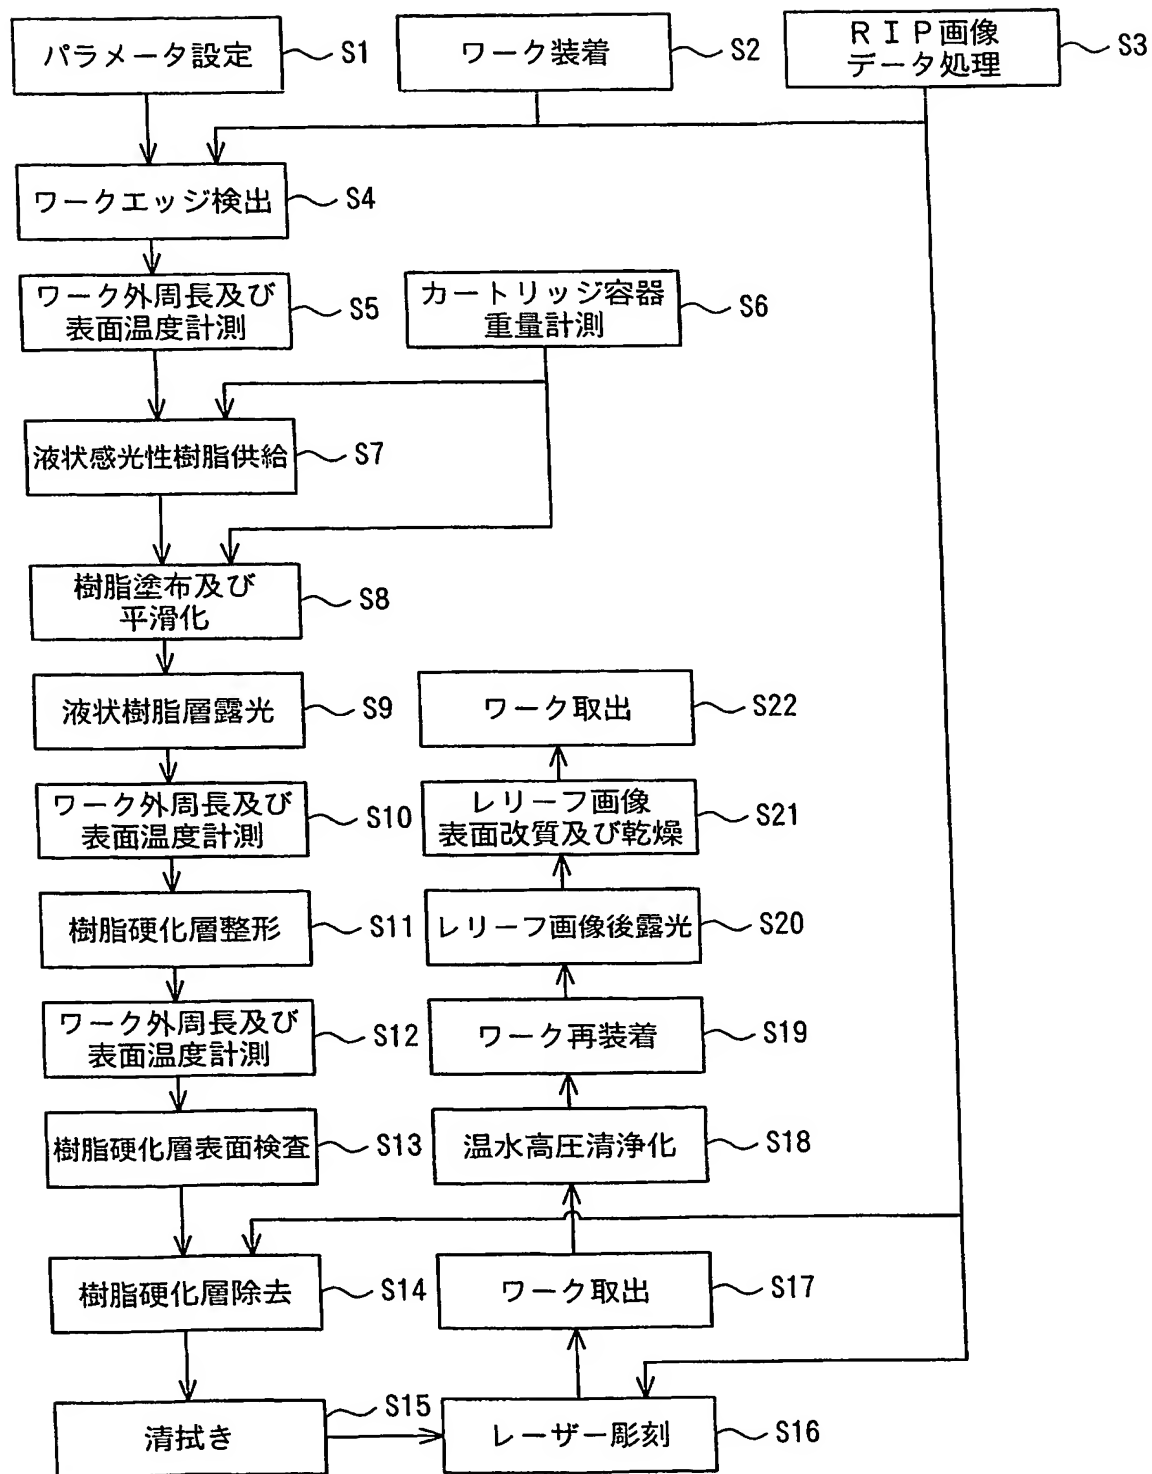 パラメータ設定
S1
ワーク装着
S2
RIP画像
データ処理
S3
ワークエッジ検出
S4
ワーク外周長及び
表面温度計測
S5
カートリッジ容器
重量計測
S6
液状感光性樹脂供給
S7
樹脂塗布及び
平滑化
S8
液状樹脂層露光
S9
ワーク取出
S22
ワーク外周長及び
表面温度計測
S10
レリーフ画像
表面改質及び乾燥
S21
樹脂硬化層整形
S11
レリーフ画像後露光
S20
ワーク外周長及び
表面温度計測
S12
ワーク再装着
S19
樹脂硬化層表面検査
S13
温水高圧清浄化
S18
樹脂硬化層除去
S14
ワーク取出
S17
清拭き
S15
レーザー彫刻
S16